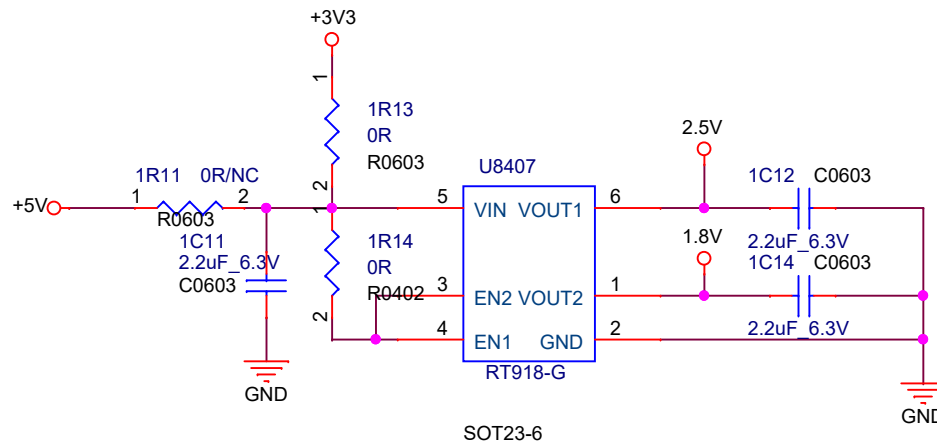 +3V3
1
1R13
0R
R0603
2
2.5V
U8407
1R11 0R/NC
1C12 C0603
+5V
1 2
R0603
1
5 VIN VOUT1 6
1C11
2.2uF_6.3V
C0603
1R14
0R
R0402
2
2.2uF_6.3V
1.8V
1C14 C0603
3 EN2 VOUT2 1
4 EN1 GND 2
2.2uF_6.3V
RT918-G
GND
GND
SOT23-6